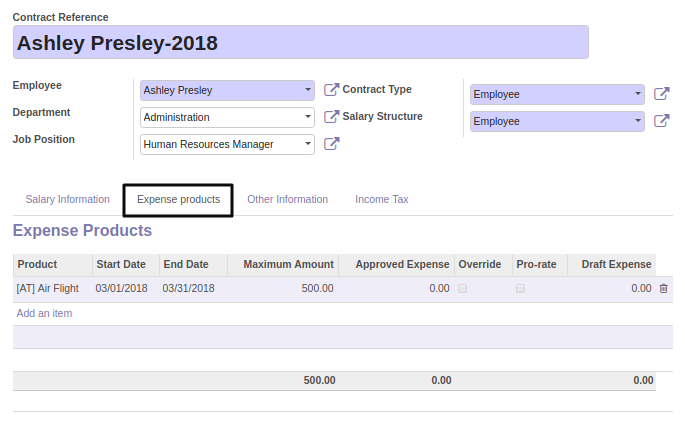 Contract Reference
Ashley Presley-2018
Employee Ashley Presley Contract Type Employee
Department Administration Salary Structure Employee
Job Position Human Resources Manager
Salary Information Expense products Other Information Income Tax
Expense Products
Product Start Date End Date Maximum Amount Approved Expense Override Pro-rate Draft Expense
[AT] Air Flight 03/01/2018 03/31/2018 500.00 0.00 0.00
Add an item
500.00 0.00 0.00